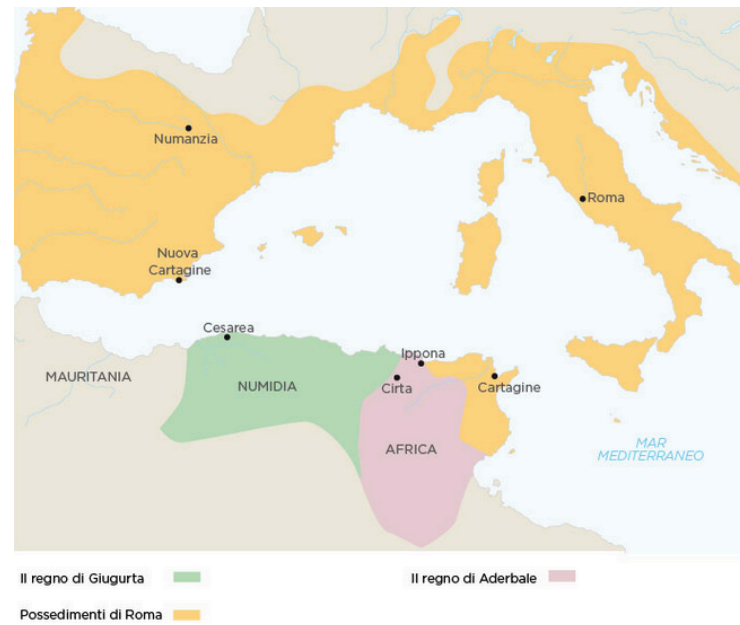 Numanzia
Roma
Nuova
Cartagine
Cesarea
Ippona
MAURITANIA
NUMIDIA
Cirta
Cartagine
AFRICA
MAR
MEDITERRANEO
Il regno di Giugurta
Il regno di Aderbale
Possedimenti di Roma